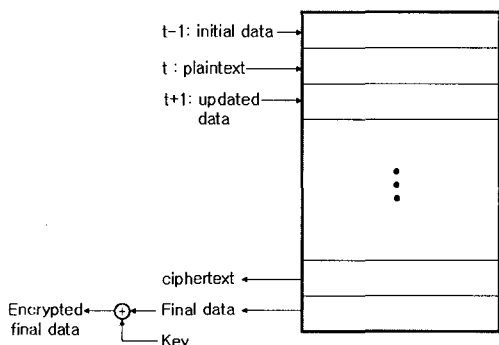 t-1: initial data
t : plaintext
t+1: updated
data
ciphertext
Encrypted
final data
Final data
Key